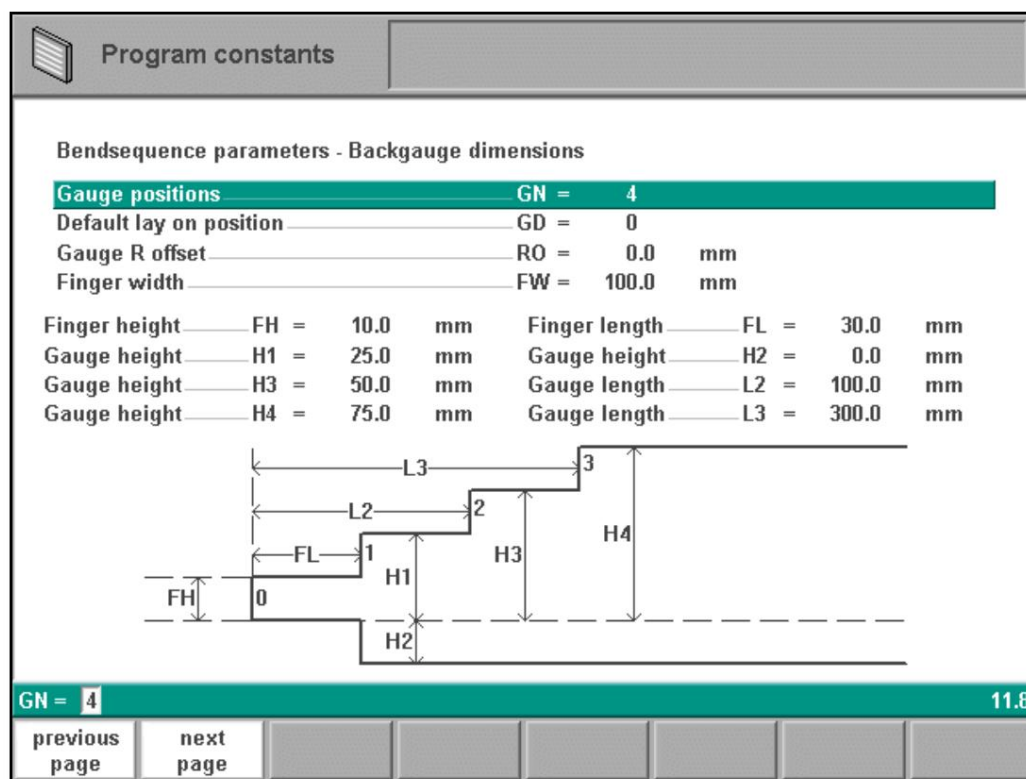 Program constants
Bendsequence parameters - Backgauge dimensions
Gauge positions GN = 4
Default lay on position GD = 0
Gauge R offset RO = 0.0 mm
Finger width FW = 100.0 mm
Finger height FH = 10.0 mm Finger length FL = 30.0 mm
Gauge height H1 = 25.0 mm Gauge height H2 = 0.0 mm
Gauge height H3 = 50.0 mm Gauge length L2 = 100.0 mm
Gauge height H4 = 75.0 mm Gauge length L3 = 300.0 mm
L3 3
L2 2
H4
FL 1 H3
H1
FH 0
H2
GN = 4 11.8
previous page
next page